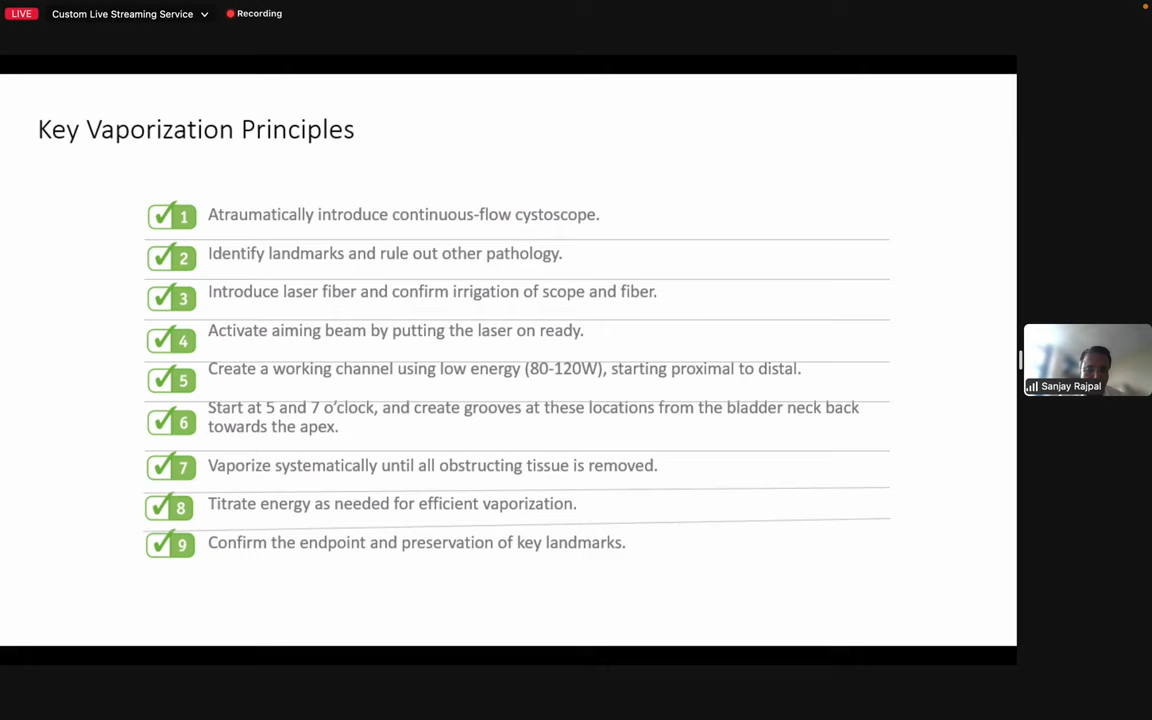 LIVE Custom Live Streaming Service Recording
Key Vaporization Principles
1 Atraumatically introduce continuous-flow cystoscope.
2 Identify landmarks and rule out other pathology.
3 Introduce laser fiber and confirm irrigation of scope and fiber.
4 Activate aiming beam by putting the laser on ready.
5 Create a working channel using low energy (80-120W), starting proximal to distal.
6 Start at 5 and 7 o’clock, and create grooves at these locations from the bladder neck back
towards the apex.
7 Vaporize systematically until all obstructing tissue is removed.
8 Titrate energy as needed for efficient vaporization.
9 Confirm the endpoint and preservation of key landmarks.
Sanjay Rajpal